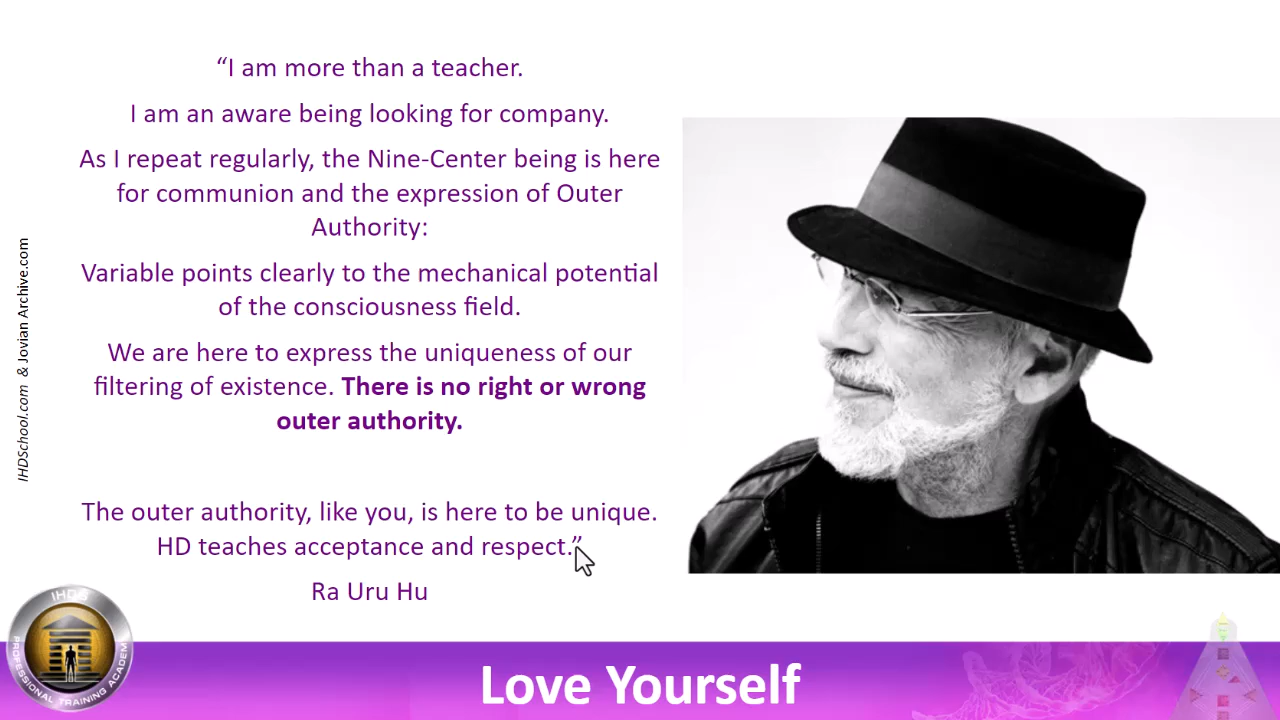 “I am more than a teacher.
I am an aware being looking for company.
As I repeat regularly, the Nine-Center being is here
for communion and the expression of Outer
Authority:
Variable points clearly to the mechanical potential
of the consciousness field.
We are here to express the uniqueness of our
filtering of existence. There is no right or wrong
outer authority.
The outer authority, like you, is here to be unique.
HD teaches acceptance and respect.”
Ra Uru Hu
IHDSchool.com & Jovian Archive.com
IHDS
PROFESSIONAL TRAINING ACADEMY
Love Yourself